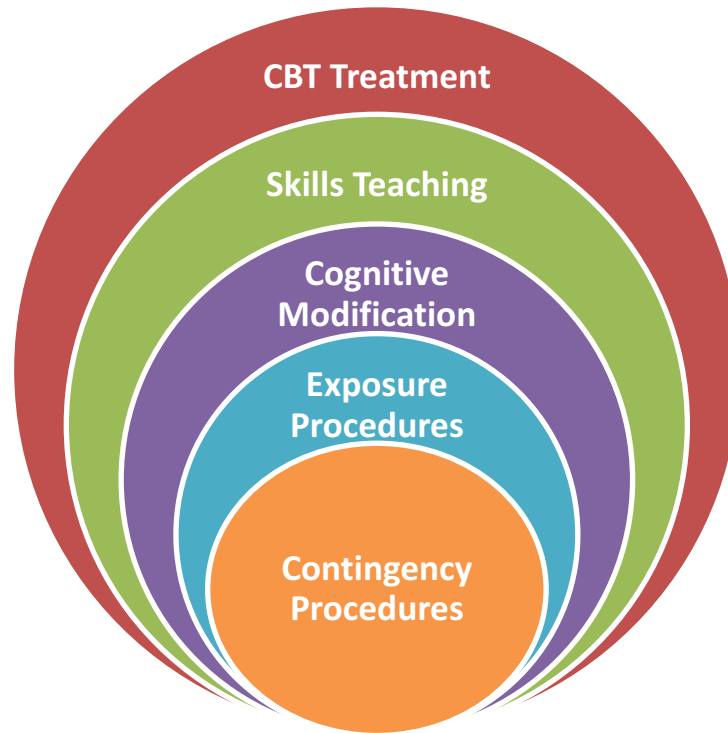 CBT Treatment
Skills Teaching
Cognitive
Modification
Exposure
Procedures
Contingency
Procedures